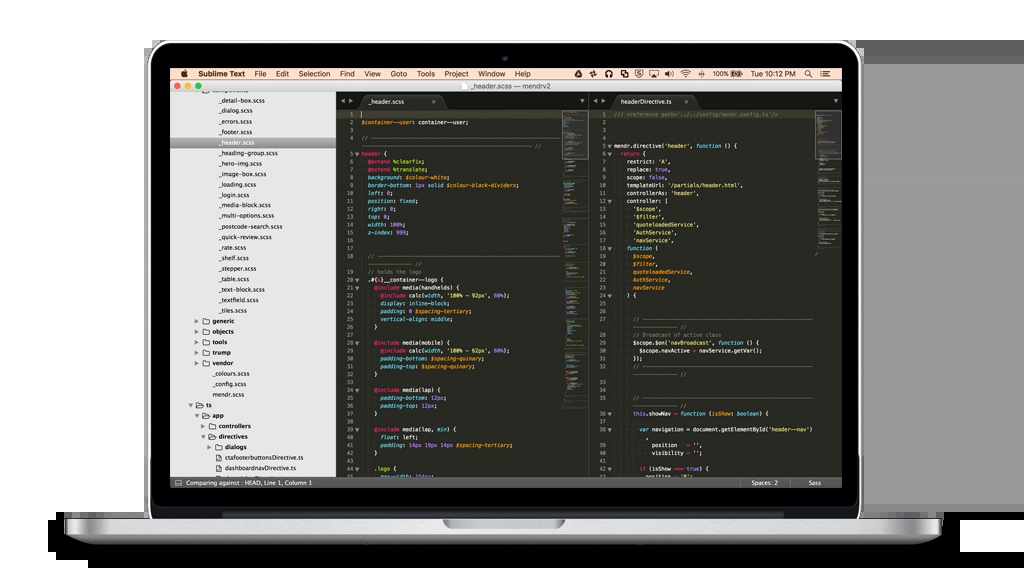 Sublime Text File Edit Selection Find View Goto Tools Project Window Help 100% Tue 10:12 PM
_header.scss — mendrv2
components
_detail-box.scss
_dialog.scss
_errors.scss
_footer.scss
_header.scss
_heading-group.scss
_hero-img.scss
_image-box.scss
_loading.scss
_login.scss
_media-block.scss
_multi-options.scss
_postcode-search.scss
_quick-review.scss
_rate.scss
_shelf.scss
_stepper.scss
_table.scss
_text-block.scss
_textfield.scss
_tiles.scss
generic
objects
tools
trump
vendor
_colours.scss
_config.scss
mendr.scss
ts
app
controllers
directives
dialogs
ctafooterbuttonsDirective.ts
dashboardnavDirective.ts
_header.scss ×
1
2 $container--user: container--user;
3
4 // ————————
———————— //
5 header {
6 @extend %clearfix;
7 @extend %translate;
8 background: $colour-white;
9 border-bottom: 1px solid $colour-black-dividers;
10 left: 0;
11 position: fixed;
12 right: 0;
13 top: 0;
14 width: 100%;
15 z-index: 999;
16
17
18 // ————————
———————— //
19 // holds the logo
20 .#{&}__container--logo {
21 @include media(handhelds) {
22 @include calc(width, '100% - 92px', 60%);
23 display: inline-block;
24 padding: 0 $spacing-tertiary;
25 vertical-align: middle;
26 }
27
28 @include media(mobile) {
29 @include calc(width, '100% - 62px', 60%);
30 padding-bottom: $spacing-quinary;
31 padding-top: $spacing-quinary;
32 }
33
34 @include media(lap) {
35 padding-bottom: 12px;
36 padding-top: 12px;
37 }
38
39 @include media(lap, min) {
40 float: left;
41 padding: 14px 19px 14px $spacing-tertiary;
42 }
43
44 .logo {
45 max-width: 154px;
headerDirective.ts ×
1 /// <reference path='../../config/mendr.config.ts'/>
2
3
4
5 mendr.directive('header', function () {
6 return {
7 restrict: 'A',
8 replace: true,
9 scope: false,
10 templateUrl: '/partials/header.html',
11 controllerAs: 'header',
12 controller: [
13 '$scope',
14 '$filter',
15 'quoteloadedService',
16 'AuthService',
17 'navService',
18 function (
19 $scope,
20 $filter,
21 quoteloadedService,
22 AuthService,
23 navService
24 ) {
25
26
27 // ————————
———————— //
28 // Broadcast of active class
29 $scope.$on('navBroadcast', function () {
30 $scope.navActive = navService.getVar();
31 });
32 // ————————
———————— //
33
34
35 // ————————
———————— //
36 this.showNav = function (isShow: boolean) {
37
38 var navigation = document.getElementById('header--nav')
,
39 position = '',
40 visibility = '';
41
42 if (isShow === true) {
Comparing against : HEAD, Line 1, Column 1 Spaces: 2 Sass